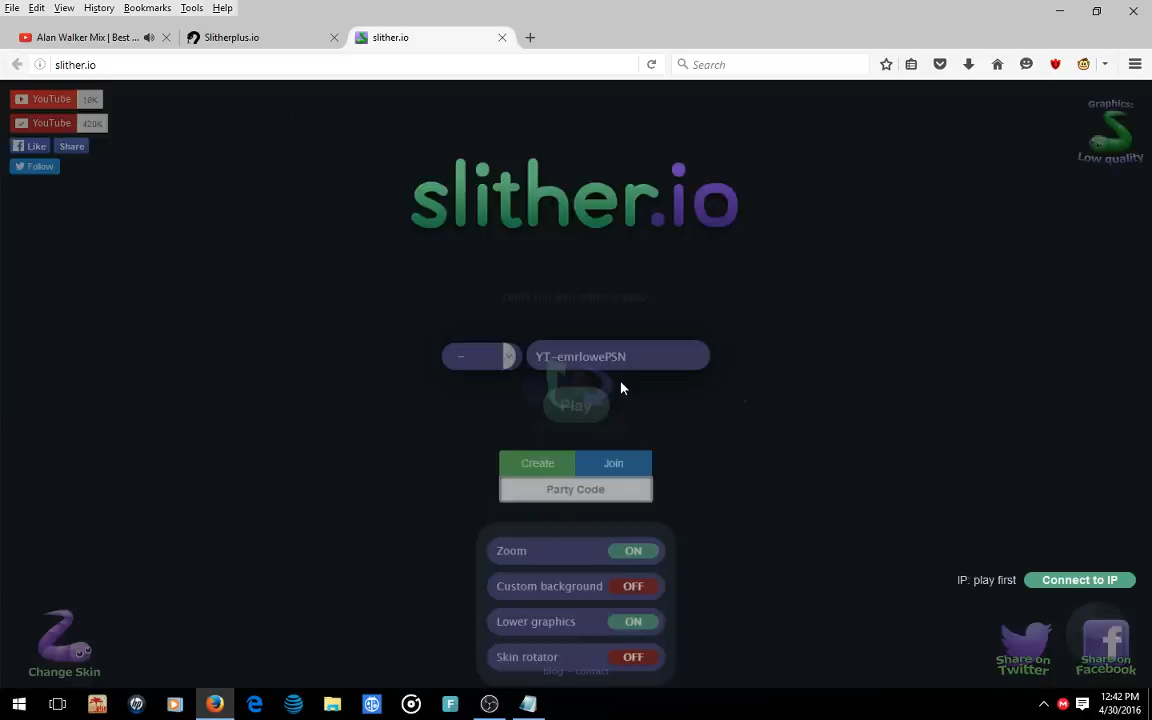 File Edit View History Bookmarks Tools Help
Alan Walker Mix | Best ... Slitherplus.io slither.io
slither.io Search
YouTube 10K
YouTube 420K
Like Share
Follow
Graphics:
Low quality
slither.io
-- YT-emrlowePSN
Play
Create Join
Party Code
Zoom ON
Custom background OFF
Lower graphics ON
Skin rotator OFF
blog - contact
IP: play first Connect to IP
Change Skin
Share on
Twitter
Share on
Facebook
12:42 PM
4/30/2016